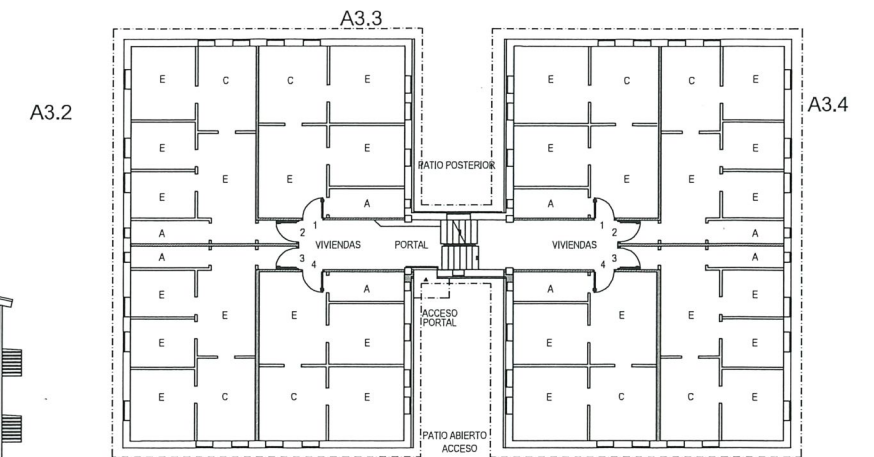 A3.3
A3.2
A3.4
E C C E E C C E
PATIO POSTERIOR
E E E E
E E E E
E E
A A
1 1
A 2 2 A
VIVIENDAS PORTAL VIVIENDAS
A 3 3 A
4 4
A A
E E
ACCESO
PORTAL
E E E E
E E E E
E C C E E C C E
PATIO ABIERTO
ACCESO